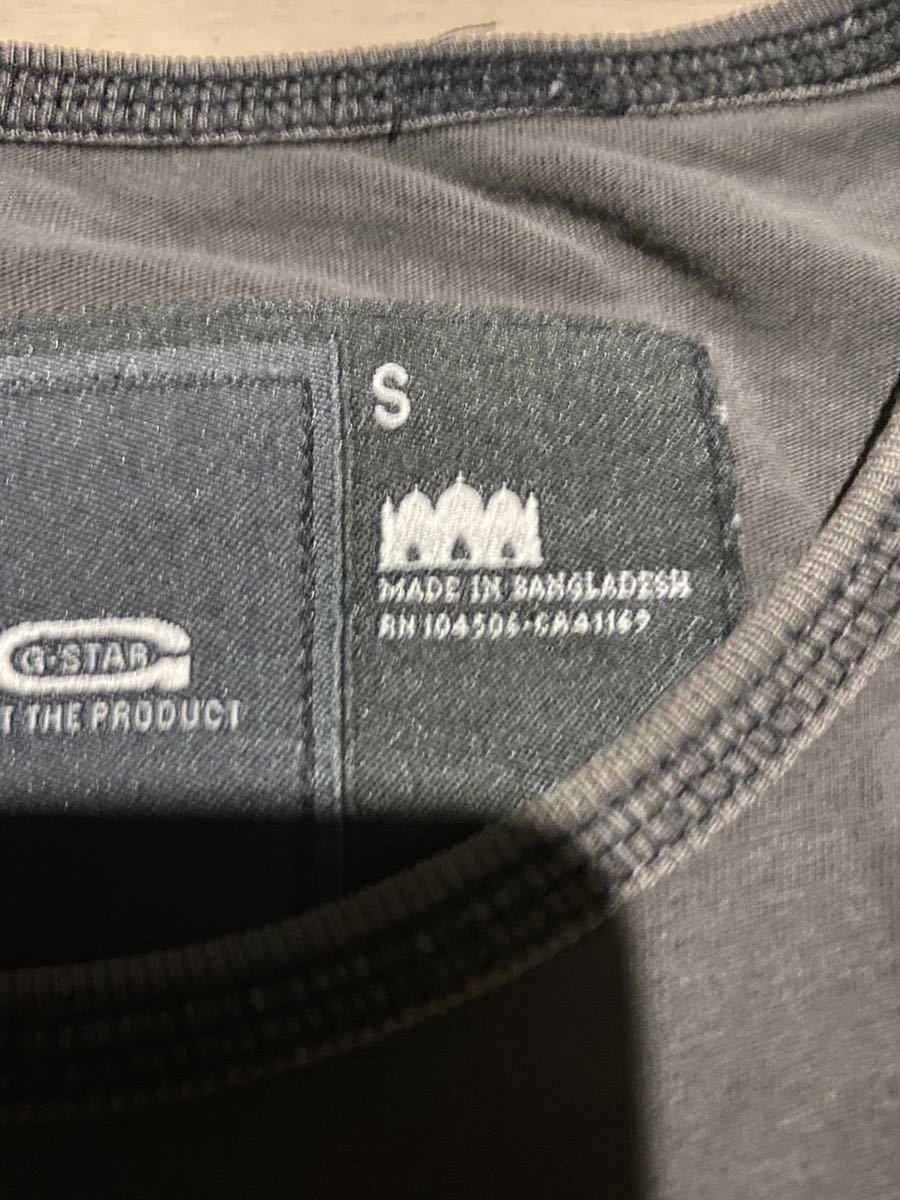 S
MADE IN BANGLADESH
RN 104506-CA41169
G-STAR
T THE PRODUCT